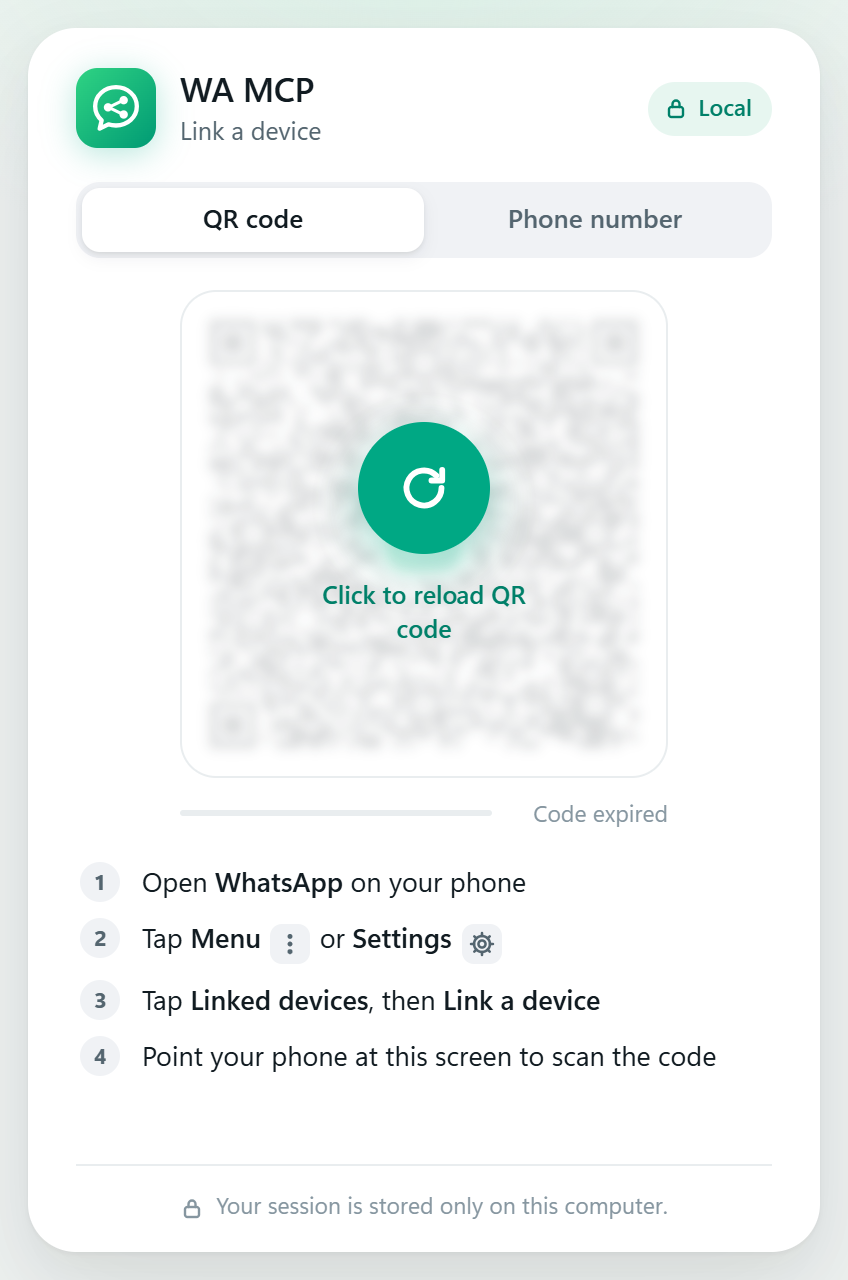 WA MCP
Link a device
Local
QR code
Phone number
Click to reload QR
code
Code expired
1 Open WhatsApp on your phone
2 Tap Menu or Settings
3 Tap Linked devices, then Link a device
4 Point your phone at this screen to scan the code
Your session is stored only on this computer.